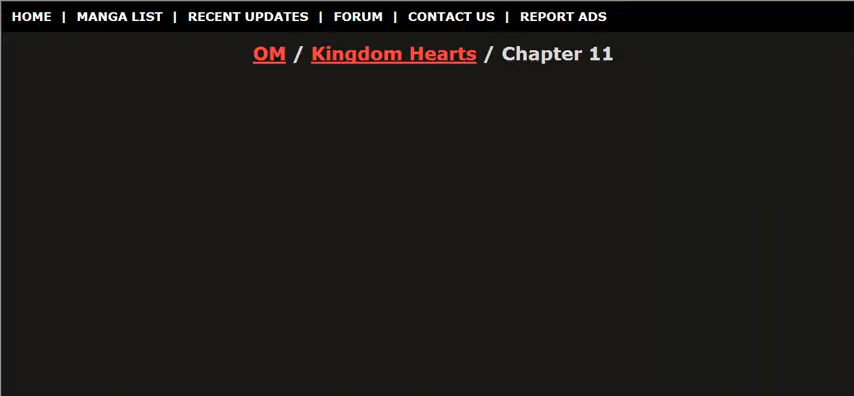 HOME | MANGA LIST | RECENT UPDATES | FORUM | CONTACT US | REPORT ADS
OM / Kingdom Hearts / Chapter 11